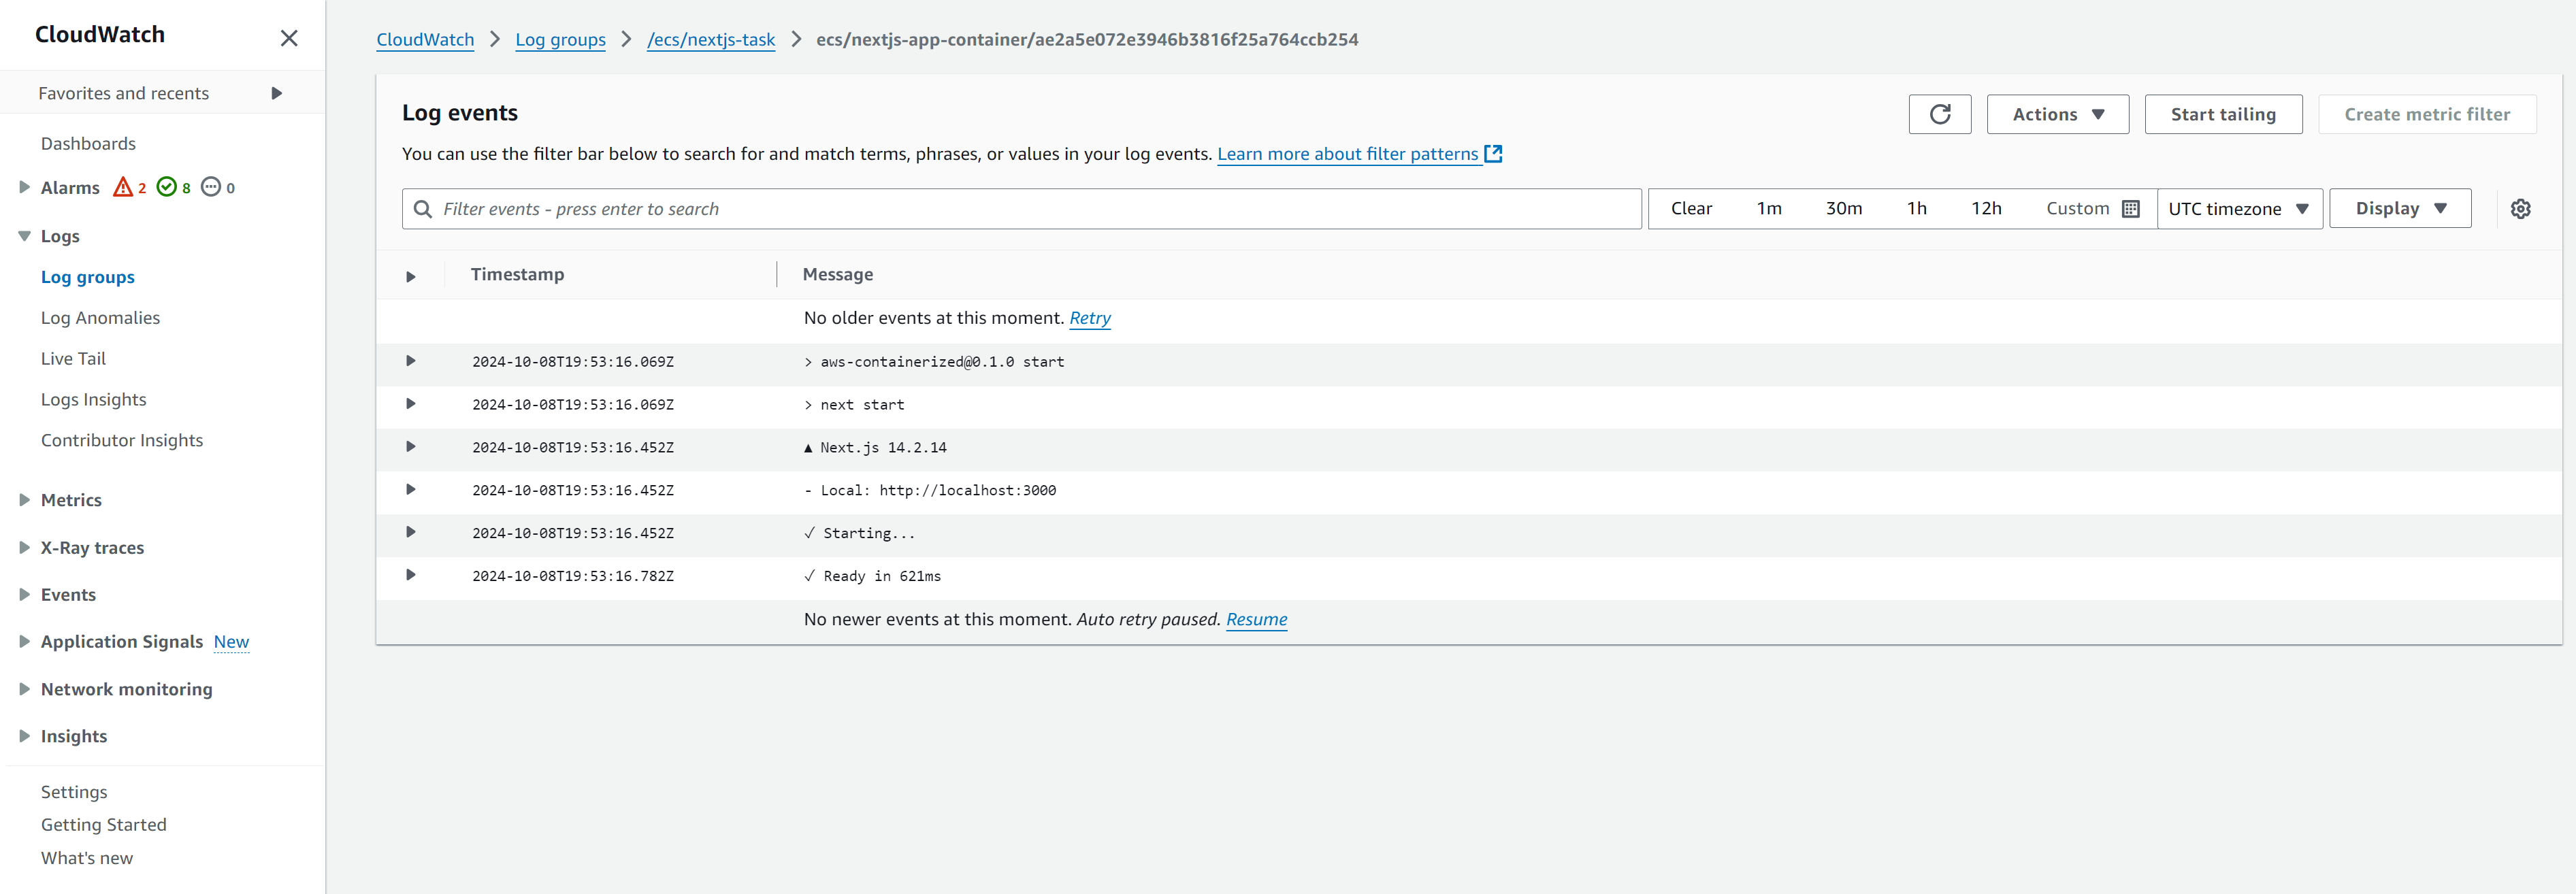 CloudWatch
Favorites and recents
Dashboards
Alarms 2 8 0
Logs
Log groups
Log Anomalies
Live Tail
Logs Insights
Contributor Insights
Metrics
X-Ray traces
Events
Application Signals New
Network monitoring
Insights
Settings
Getting Started
What's new
CloudWatch > Log groups > /ecs/nextjs-task > ecs/nextjs-app-container/ae2a5e072e3946b3816f25a764ccb254
Log events
Actions Start tailing Create metric filter
You can use the filter bar below to search for and match terms, phrases, or values in your log events. Learn more about filter patterns
Filter events - press enter to search Clear 1m 30m 1h 12h Custom UTC timezone Display
Timestamp Message
No older events at this moment. Retry
2024-10-08T19:53:16.069Z > aws-containerized@0.1.0 start
2024-10-08T19:53:16.069Z > next start
2024-10-08T19:53:16.452Z ▲ Next.js 14.2.14
2024-10-08T19:53:16.452Z - Local: http://localhost:3000
2024-10-08T19:53:16.452Z ✓ Starting...
2024-10-08T19:53:16.782Z ✓ Ready in 621ms
No newer events at this moment. Auto retry paused. Resume